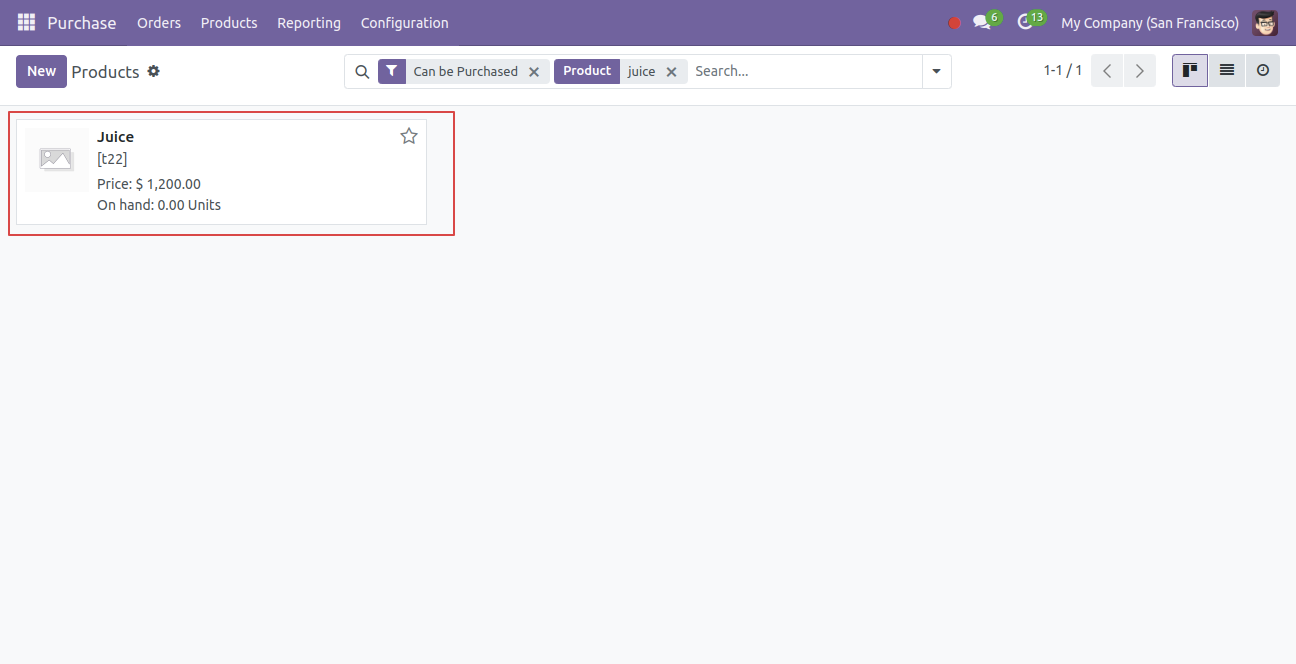 Purchase Orders Products Reporting Configuration 6 13 My Company (San Francisco)
New Products Can be Purchased Product juice Search... 1-1 / 1
Juice
[t22]
Price: $ 1,200.00
On hand: 0.00 Units